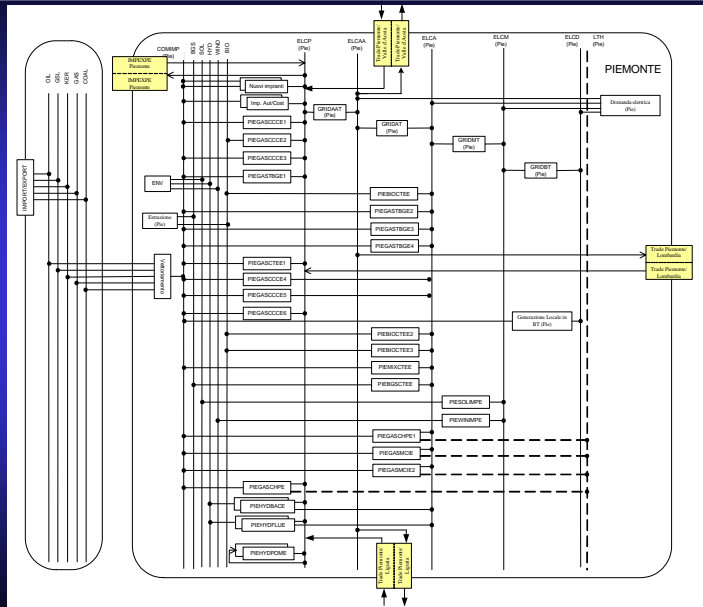 OIL
GSL
KER
GAS
COAL
IMPORT/EXPORT
COMIMP
(Pie)
BGS
SOL
HYD
WIND
BIO
ELCP
(Pie)
ELCAA
(Pie)
Trade Piemonte/
Valle d'Aosta
Trade Piemonte/
Valle d'Aosta
ELCA
(Pie)
ELCM
(Pie)
ELCD
(Pie)
LTH
(Pie)
PIEMONTE
IMPEXPE
Piemonte
IMPEXPE
Piemonte
Nuovi impianti
Imp. Aut/Cost
Domanda elettrica
(Pie)
GRIDAAT
(Pie)
PIEGASCCCE1
GRIDAT
(Pie)
PIEGASCCCE2
GRIDMT
(Pie)
PIEGASCCCE3
GRIDBT
(Pie)
PIEGASTBGE1
ENV
PIEBIOCTEE
PIEGASTBGE2
Estrazione
(Pie)
PIEGASTBGE3
PIEGASTBGE4
Trade Piemonte/
Lombardia
Trade Piemonte/
Lombardia
PIEGASCTEE1
Vettoriamento
PIEGASCCCE4
PIEGASCCCE5
PIEGASCCCE6
Generazione Locale in
BT (Pie)
PIEBIOCTEE2
PIEBIOCTEE3
PIEMIXCTEE
PIEBGSCTEE
PIESOLIMPE
PIEWINIMPE
PIEGASCHPE1
PIEGASMCIE
PIEGASMCIE2
PIEGASCHPE
PIEHYDBACE
PIEHYDFLUE
PIEHYDPOME
Trade Piemonte/
Liguria
Trade Piemonte/
Liguria